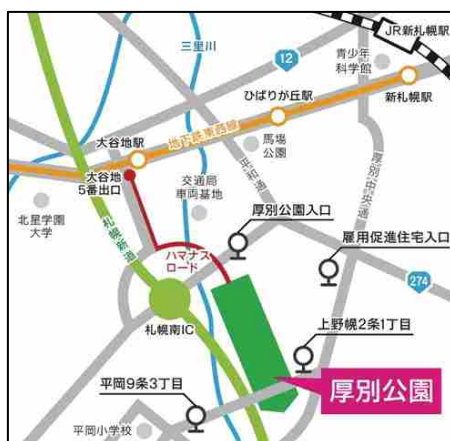 JR新札幌駅
三里川
12
青少年
科学館
ひばりが丘駅
新札幌駅
大谷地駅
地下鉄東西線
馬場
公園
大谷地
5番出口
交通局
車両基地
平和通
厚別中央通
北星学園
大学
札幌新道
厚別公園入口
ハマナス
ロード
雇用促進住宅入口
274
札幌南IC
上野幌2条1丁目
平岡9条3丁目
厚別公園
平岡小学校